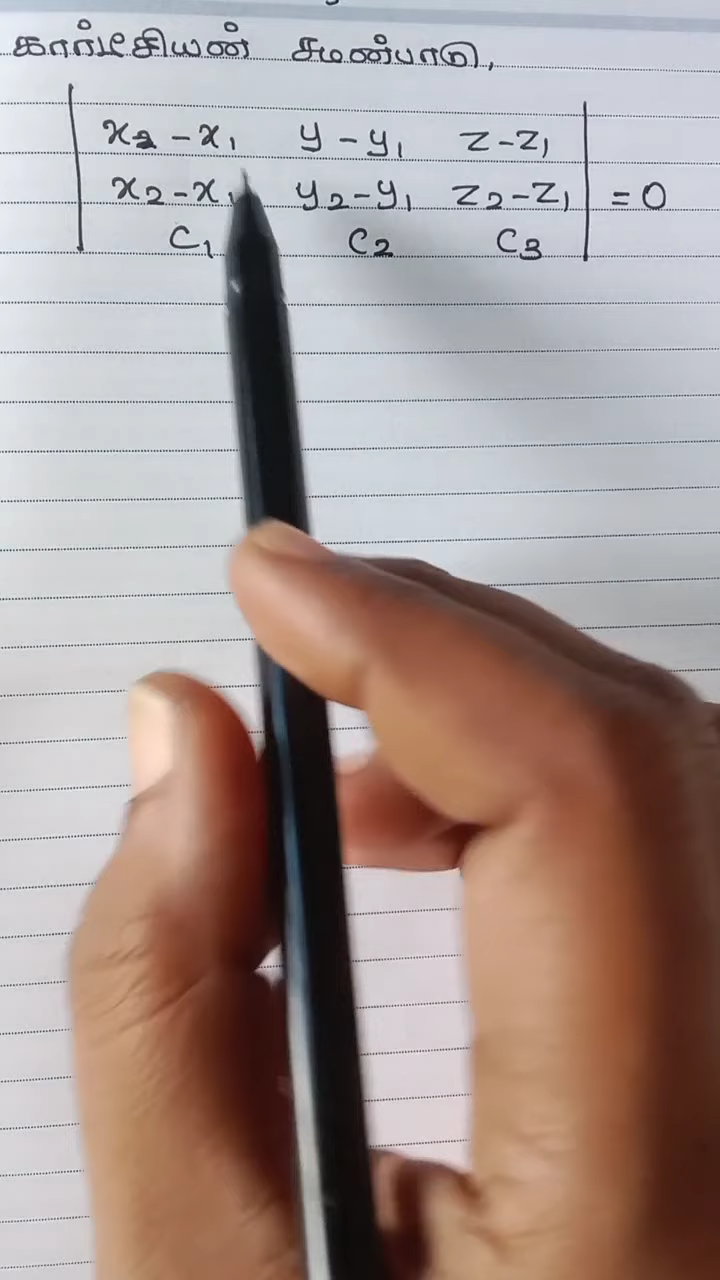 கார்டீசியன் சமன்பாடு,
x2 - x1 y - y1 z - z1
x2 - x1 y2 - y1 z2 - z1 = 0
C1 C2 C3